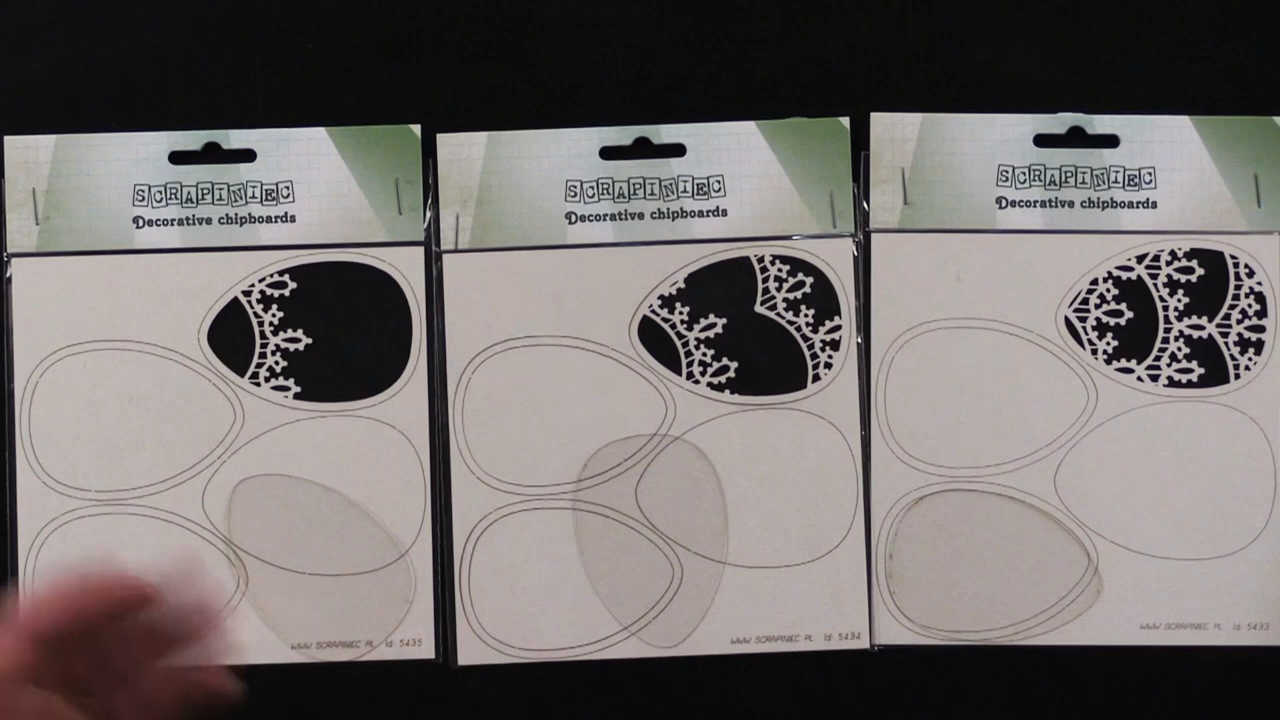 SCRAPINIEC
Decorative chipboards
WWW.SCRAPINIEC.PL Id: 5435
SCRAPINIEC
Decorative chipboards
WWW.SCRAPINIEC.PL Id: 5434
SCRAPINIEC
Decorative chipboards
WWW.SCRAPINIEC.PL Id: 5433